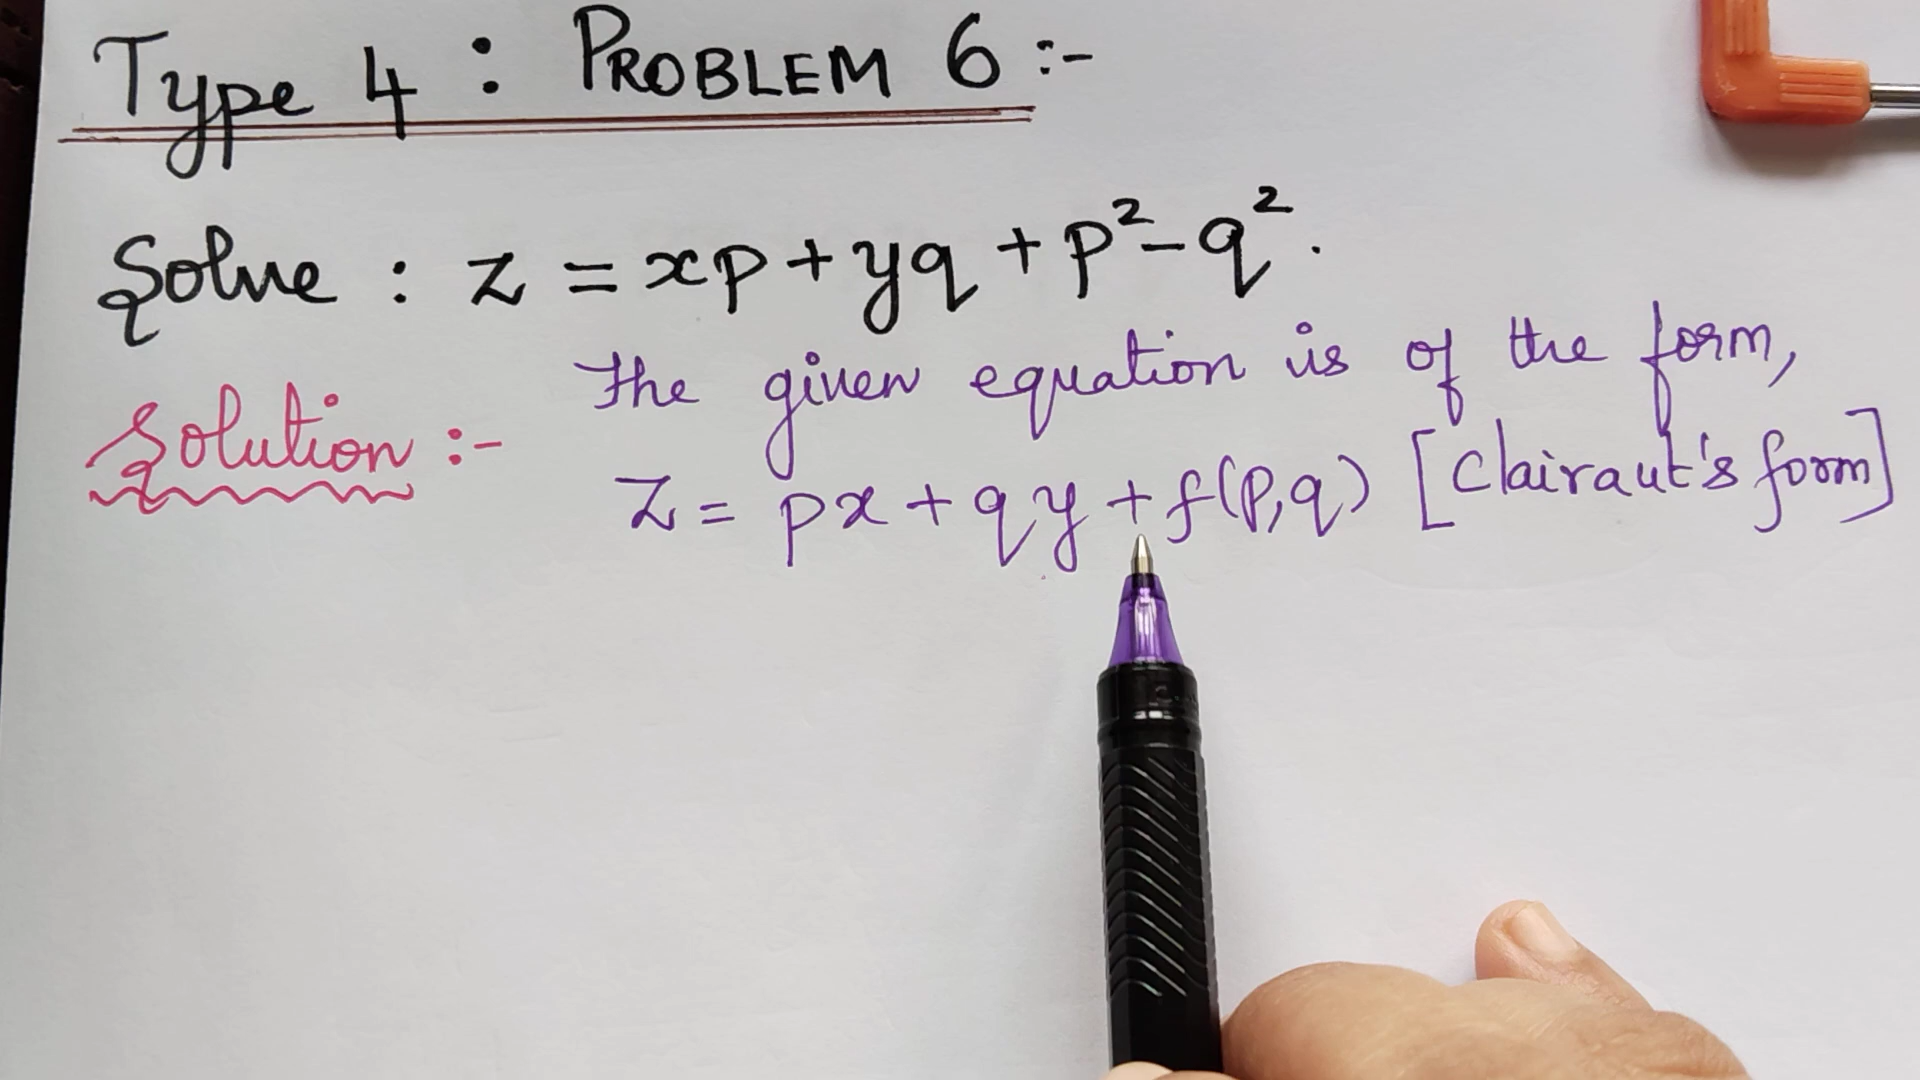 Type 4 : PROBLEM 6 :-
Solve : z = xp + yq + p² - q².
Solution :- The given equation is of the form,
Z = px + qy + f(p,q) [Clairaut's form]